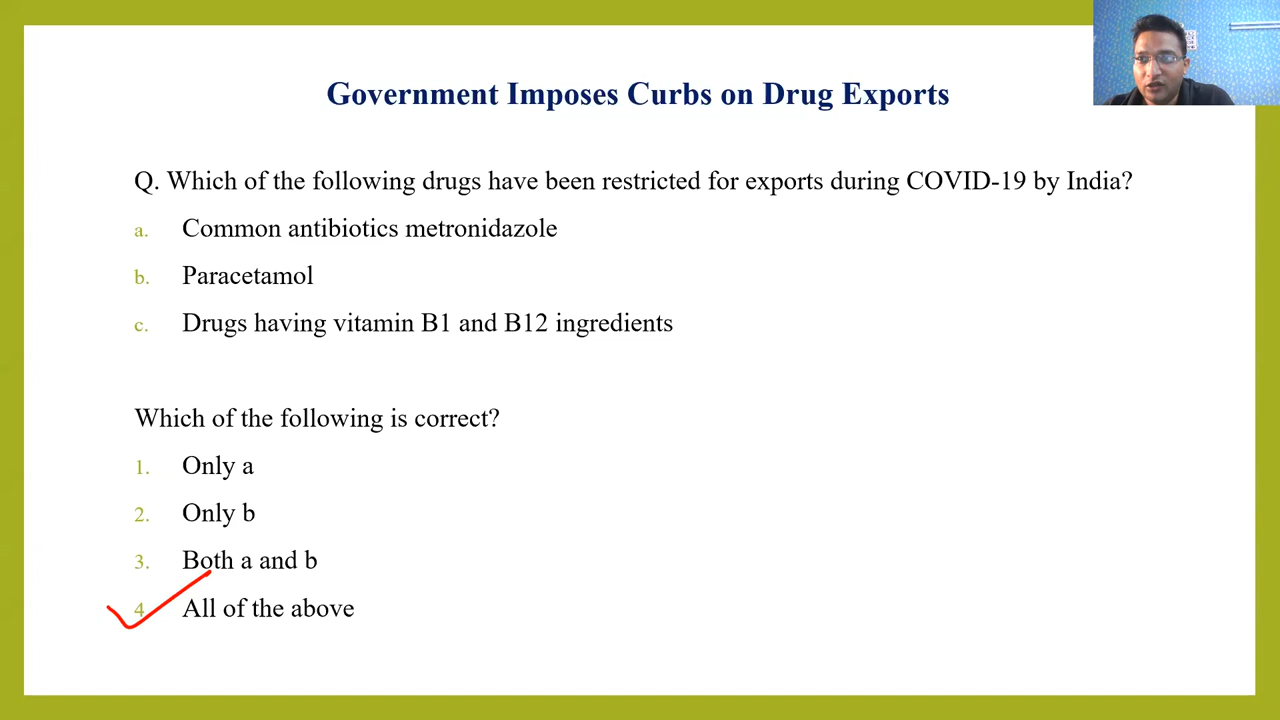 Government Imposes Curbs on Drug Exports
Q. Which of the following drugs have been restricted for exports during COVID-19 by India?
a. Common antibiotics metronidazole
b. Paracetamol
c. Drugs having vitamin B1 and B12 ingredients
Which of the following is correct?
1. Only a
2. Only b
3. Both a and b
4. All of the above